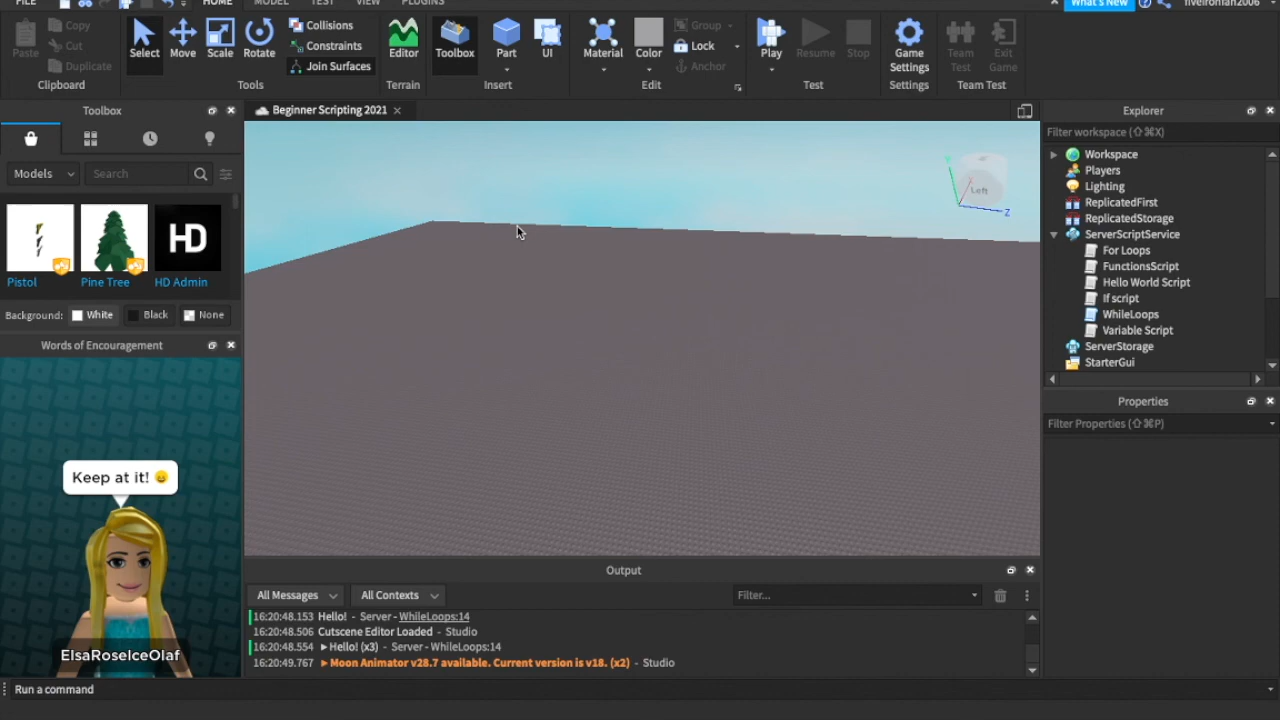 FILE HOME MODEL TEST VIEW PLUGINS What's New fiveironfan2006
Paste Copy Cut Duplicate Select Move Scale Rotate Collisions Constraints Join Surfaces Editor Toolbox Part UI Material Color Group Lock Anchor Play Resume Stop Game Settings Team Test Exit Game
Clipboard Tools Terrain Insert Edit Test Settings Team Test
Toolbox
Models Search
Pistol Pine Tree HD HD Admin
Background: White Black None
Words of Encouragement
Keep at it! 😀
ElsaRoseIceOlaf
Beginner Scripting 2021
Y
Left
Z
Output
All Messages All Contexts Filter...
16:20:48.153 Hello! - Server - WhileLoops:14
16:20:48.506 Cutscene Editor Loaded - Studio
16:20:48.554 ▶ Hello! (x3) - Server - WhileLoops:14
16:20:49.767 ▶ Moon Animator v28.7 available. Current version is v18. (x2) - Studio
Explorer
Filter workspace (⇧⌘X)
Workspace
Players
Lighting
ReplicatedFirst
ReplicatedStorage
ServerScriptService
For Loops
FunctionsScript
Hello World Script
If script
WhileLoops
Variable Script
ServerStorage
StarterGui
Properties
Filter Properties (⇧⌘P)
Run a command